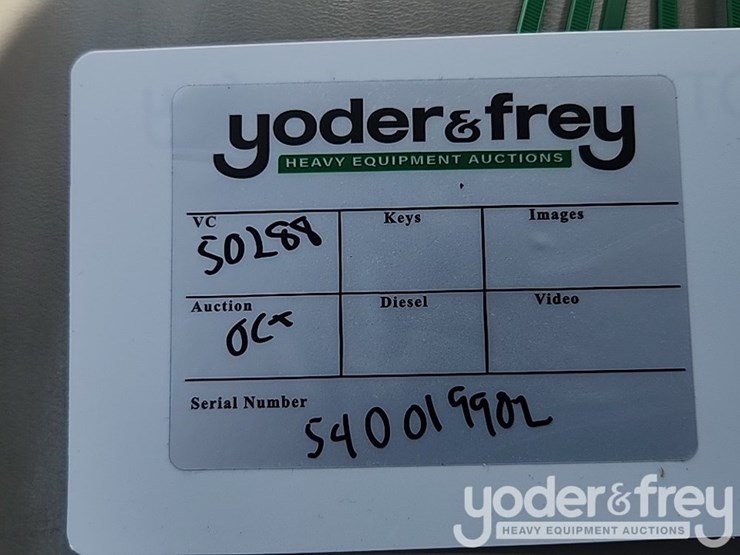 yoder&frey
HEAVY EQUIPMENT AUCTIONS
VC Keys Images
50288
Auction Diesel Video
Oct
Serial Number
540019902
yoder&frey
HEAVY EQUIPMENT AUCTIONS